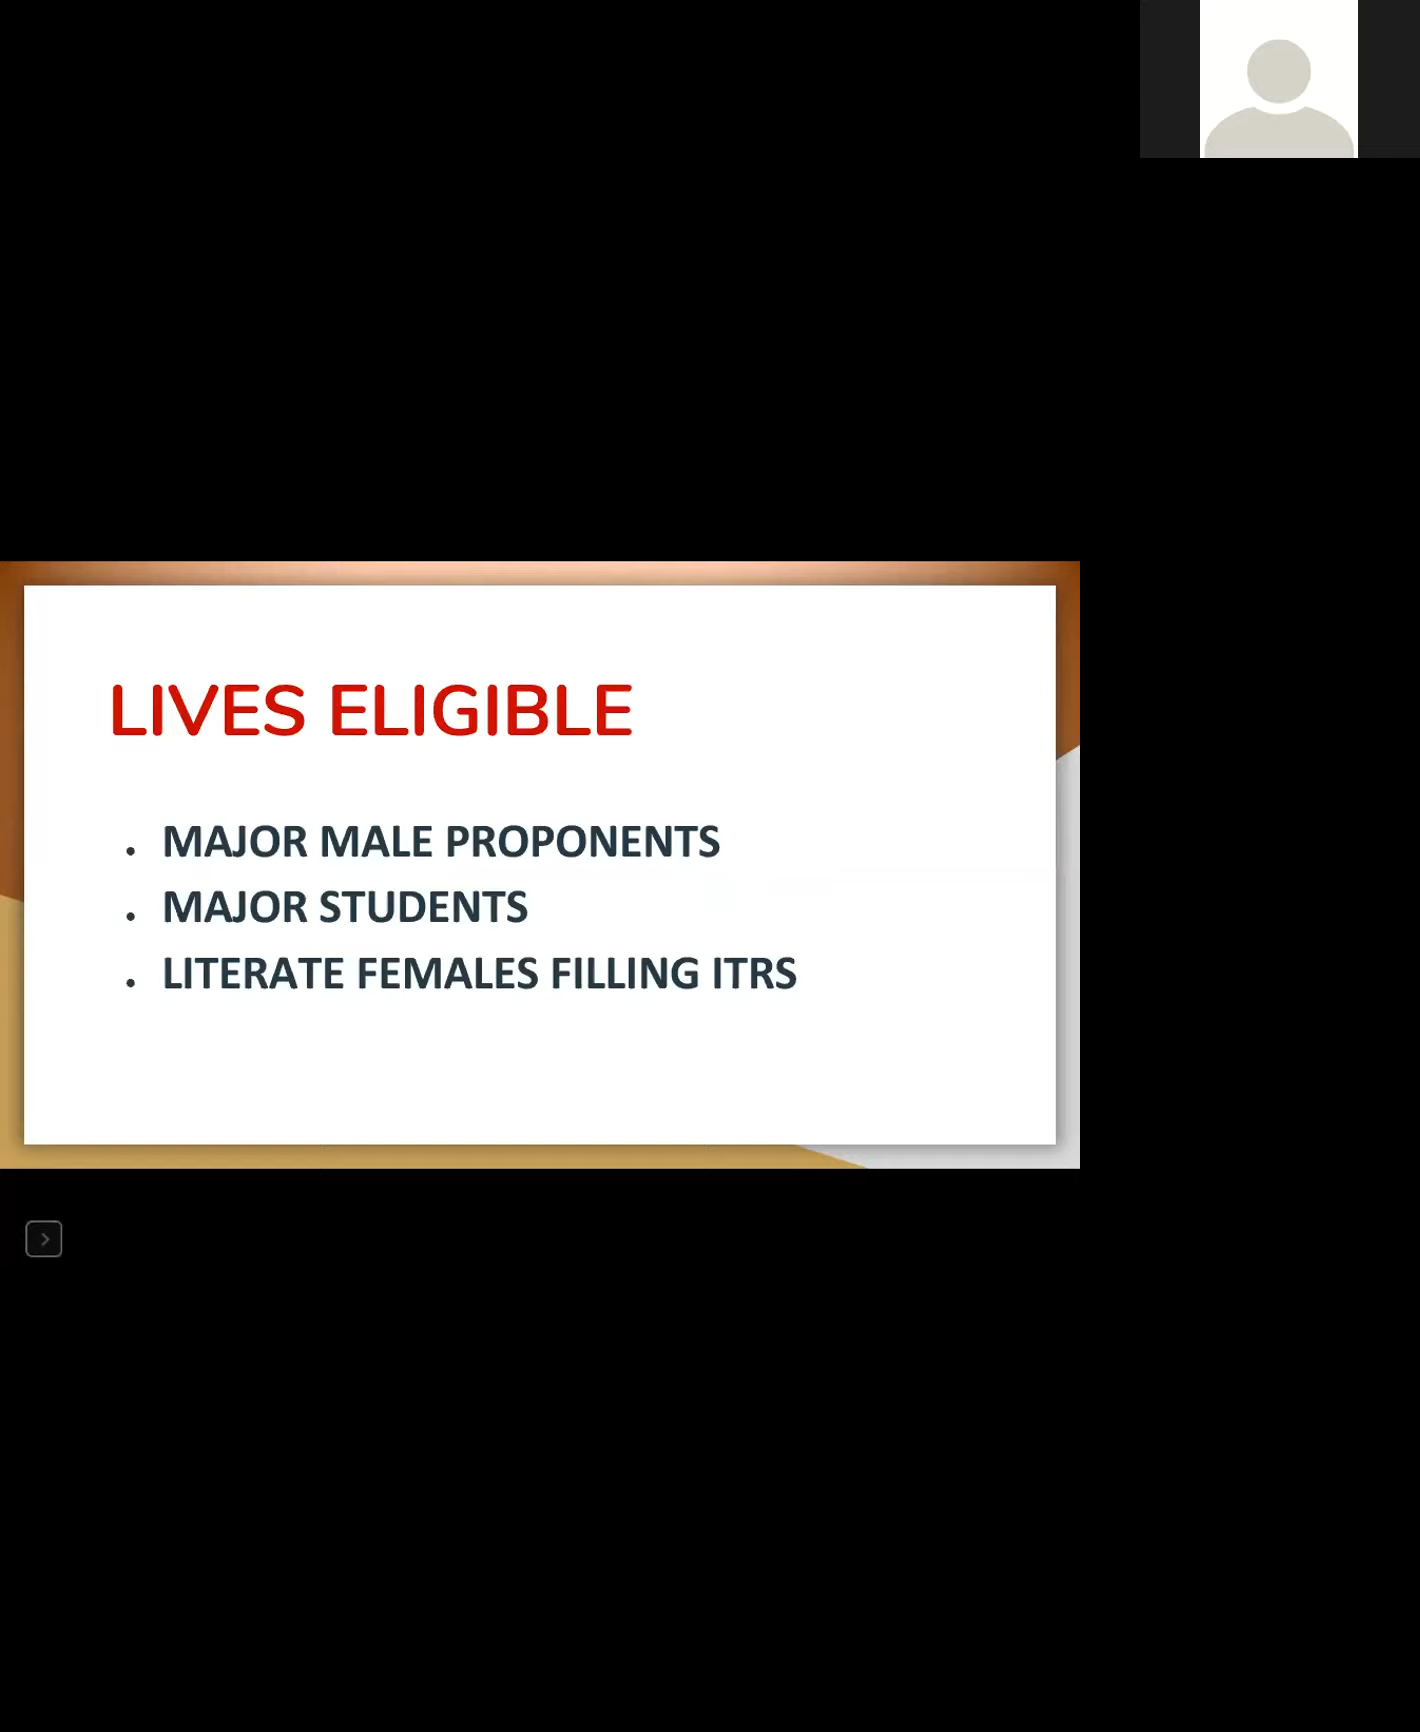 LIVES ELIGIBLE
• MAJOR MALE PROPONENTS
• MAJOR STUDENTS
• LITERATE FEMALES FILLING ITRS